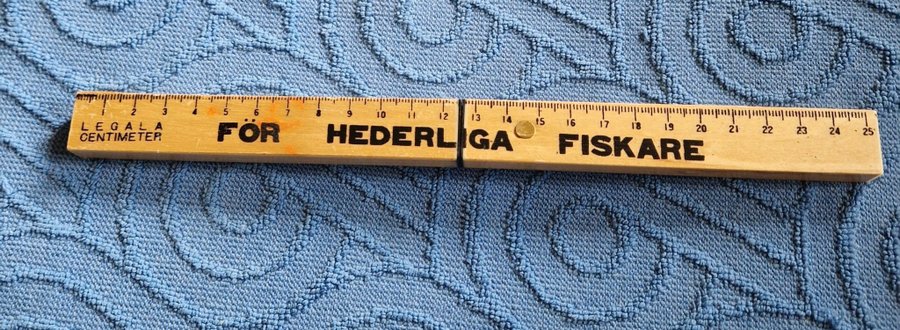 1 2 3 4 5 6 7 8 9 10 11 12 13 14 15 16 17 18 19 20 21 22 23 24 25
LEGALA
CENTIMETER
FÖR HEDERLIGA FISKARE